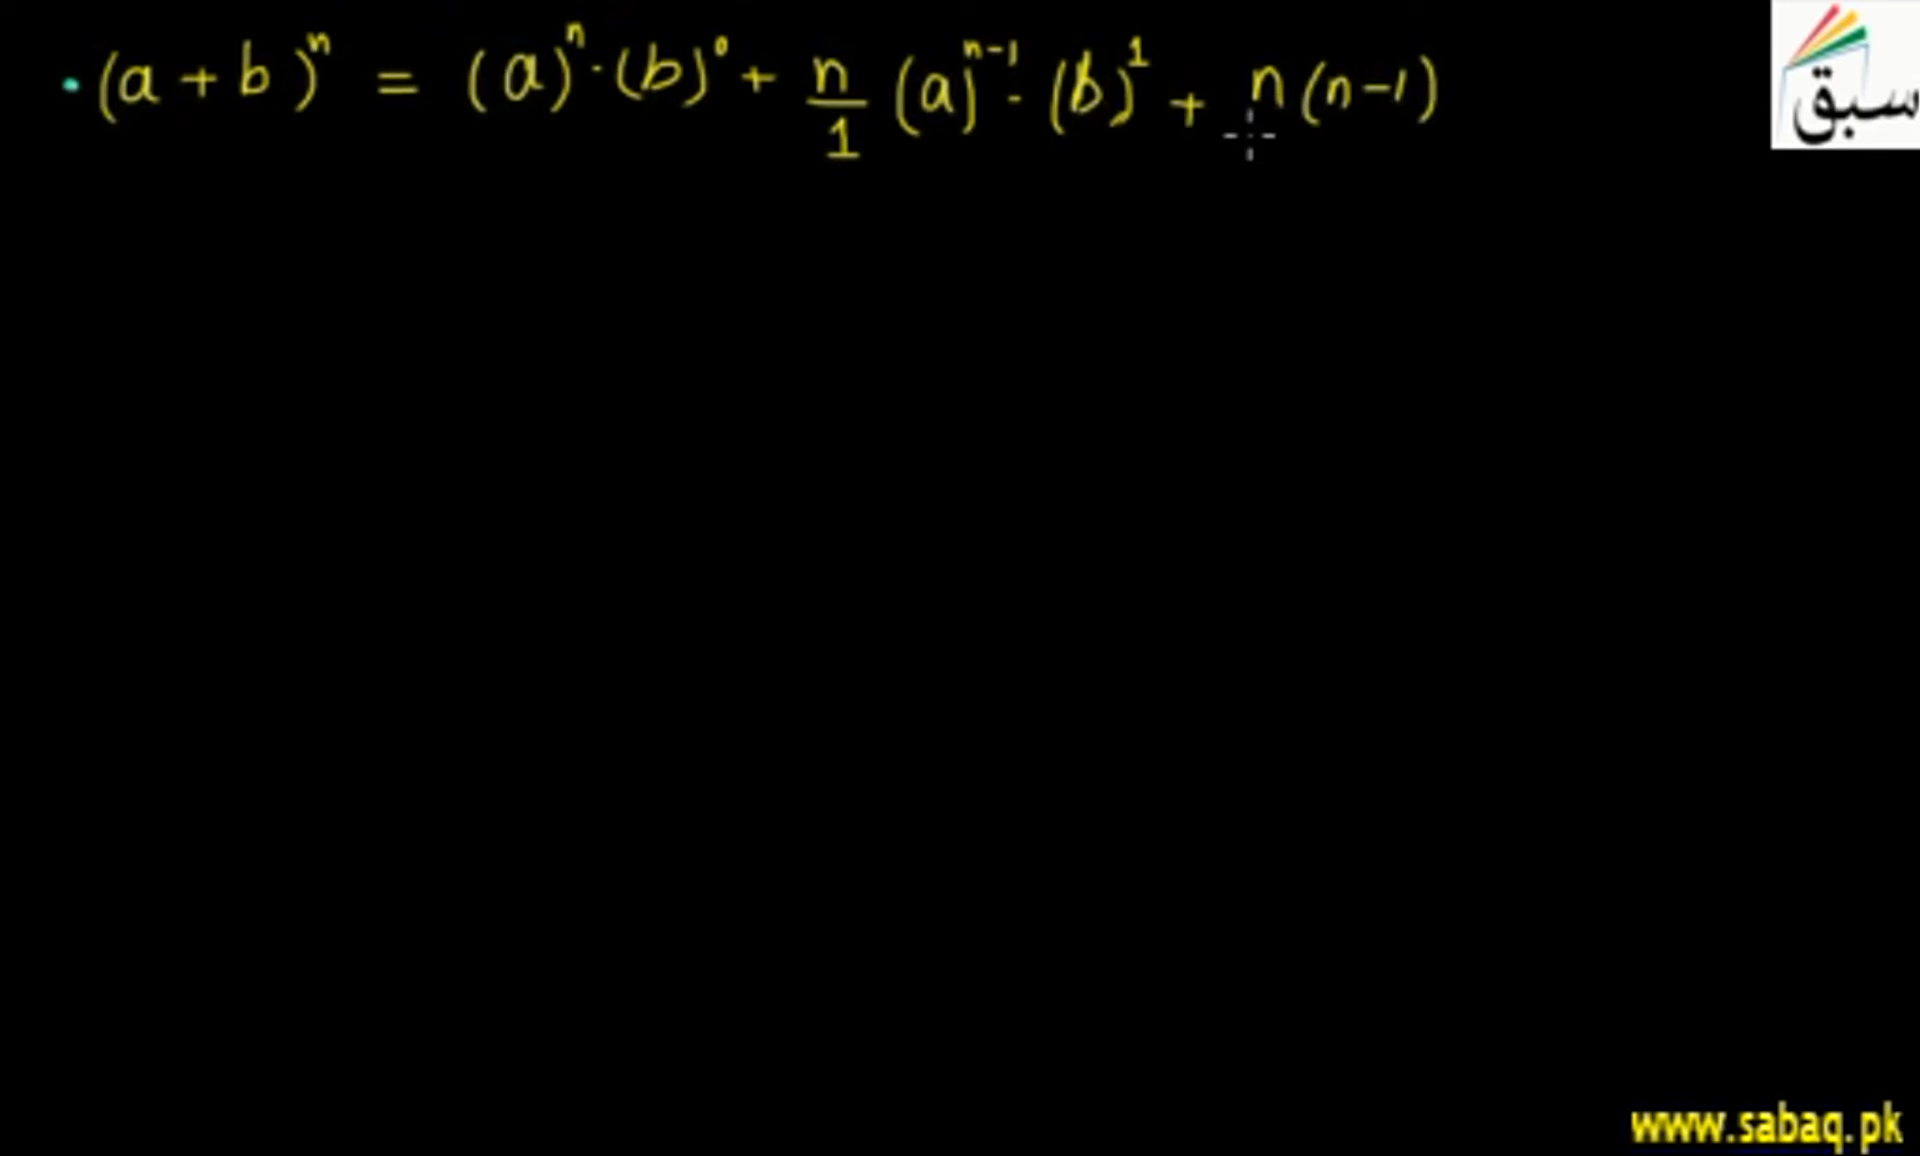 · (a + b)ⁿ = (a)ⁿ · (b)⁰ + n/1 (a)ⁿ⁻¹ · (b)¹ + n(n-1)
سبق
www.sabaq.pk